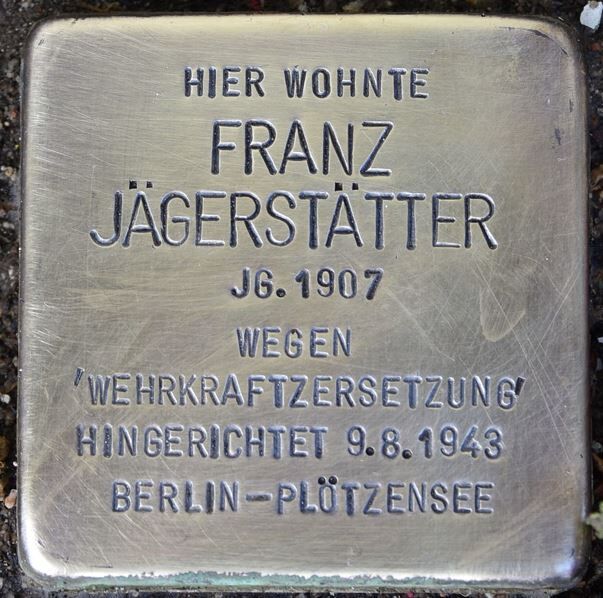 HIER WOHNTE
FRANZ
JÄGERSTÄTTER
JG. 1907
WEGEN
'WEHRKRAFTZERSETZUNG'
HINGERICHTET 9.8.1943
BERLIN-PLÖTZENSEE